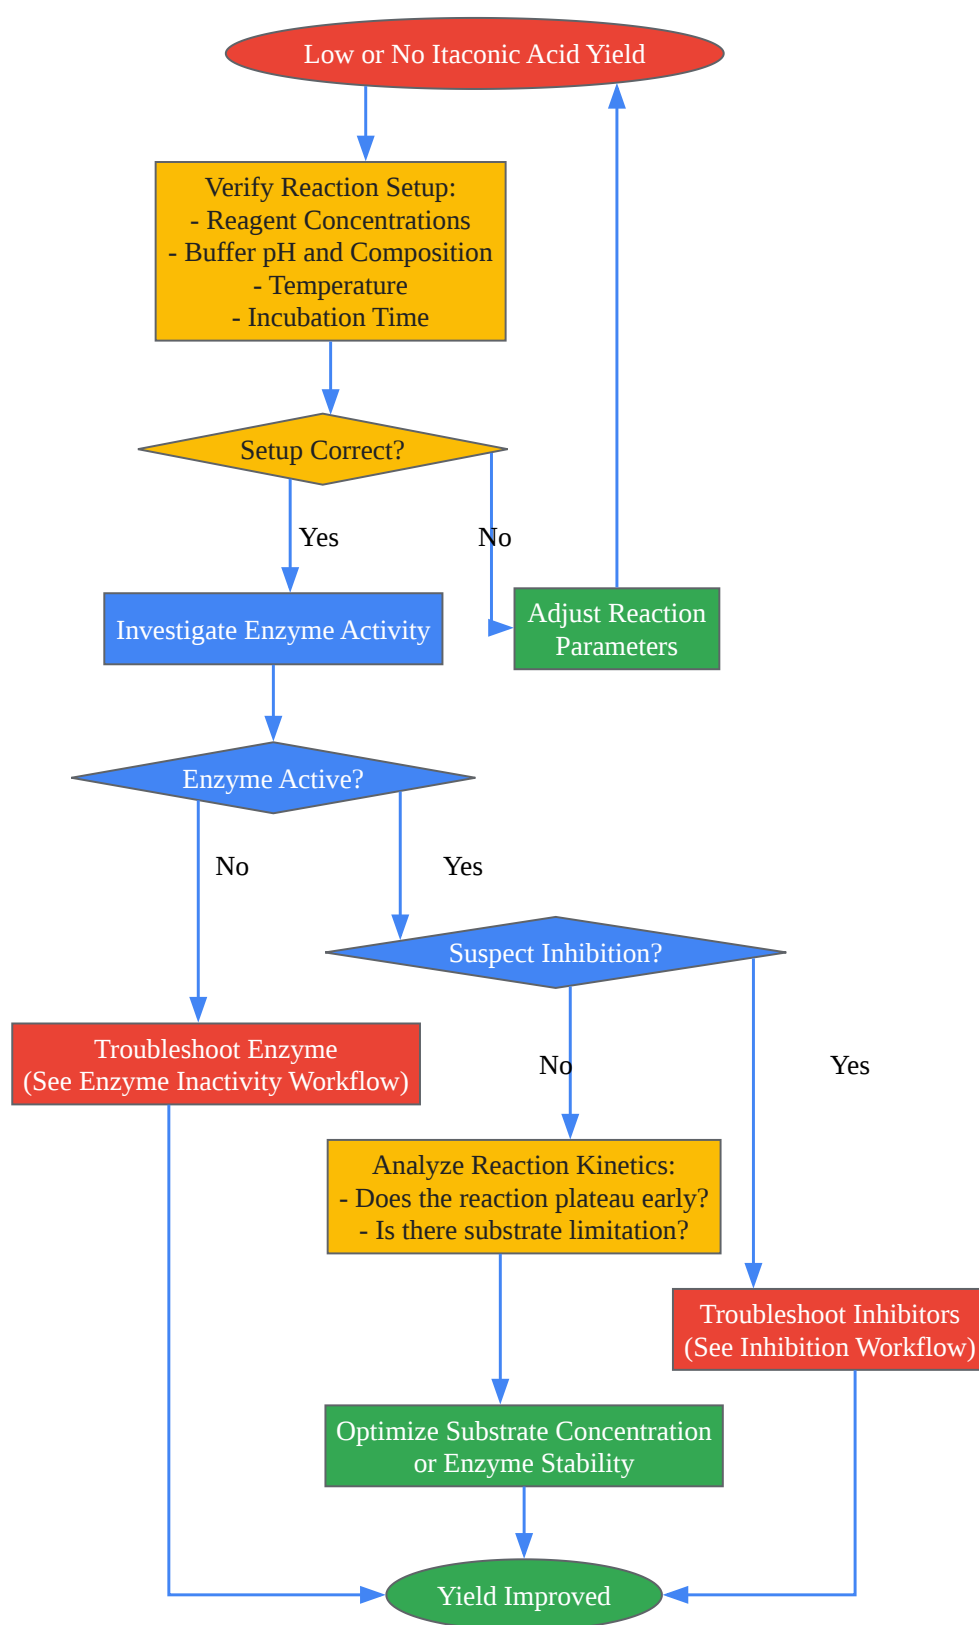 Low or No Itaconic Acid Yield
Verify Reaction Setup:
- Reagent Concentrations
- Buffer pH and Composition
- Temperature
- Incubation Time
Setup Correct?
Yes
No
Investigate Enzyme Activity
Adjust Reaction
Parameters
Enzyme Active?
No
Yes
Suspect Inhibition?
Troubleshoot Enzyme
(See Enzyme Inactivity Workflow)
No
Yes
Analyze Reaction Kinetics:
- Does the reaction plateau early?
- Is there substrate limitation?
Troubleshoot Inhibitors
(See Inhibition Workflow)
Optimize Substrate Concentration
or Enzyme Stability
Yield Improved